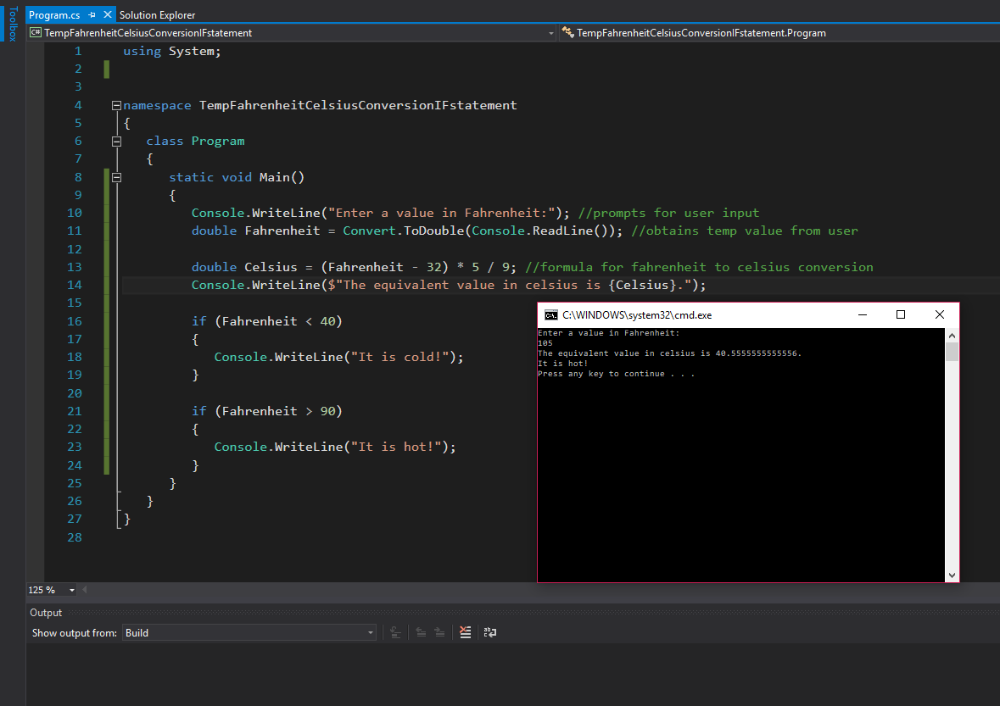 Toolbox
Program.cs Solution Explorer
C# TempFahrenheitCelsiusConversionIFstatement TempFahrenheitCelsiusConversionIFstatement.Program
1 using System;
2
3
4 namespace TempFahrenheitCelsiusConversionIFstatement
5 {
6 class Program
7 {
8 static void Main()
9 {
10 Console.WriteLine("Enter a value in Fahrenheit:"); //prompts for user input
11 double Fahrenheit = Convert.ToDouble(Console.ReadLine()); //obtains temp value from user
12
13 double Celsius = (Fahrenheit - 32) * 5 / 9; //formula for fahrenheit to celsius conversion
14 Console.WriteLine($"The equivalent value in celsius is {Celsius}.");
15
16 if (Fahrenheit < 40)
17 {
18 Console.WriteLine("It is cold!");
19 }
20
21 if (Fahrenheit > 90)
22 {
23 Console.WriteLine("It is hot!");
24 }
25 }
26 }
27 }
28
C:\WINDOWS\system32\cmd.exe
Enter a value in Fahrenheit:
105
The equivalent value in celsius is 40.5555555555556.
It is hot!
Press any key to continue . . .
125 %
Output
Show output from: Build